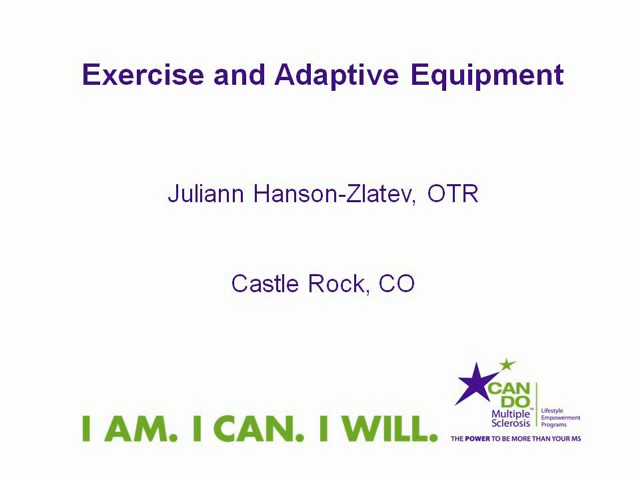 Exercise and Adaptive Equipment
Juliann Hanson-Zlatev, OTR
Castle Rock, CO
I AM. I CAN. I WILL.
CAN
DO
Multiple
Sclerosis
Lifestyle
Empowerment
Programs
THE POWER TO BE MORE THAN YOUR MS